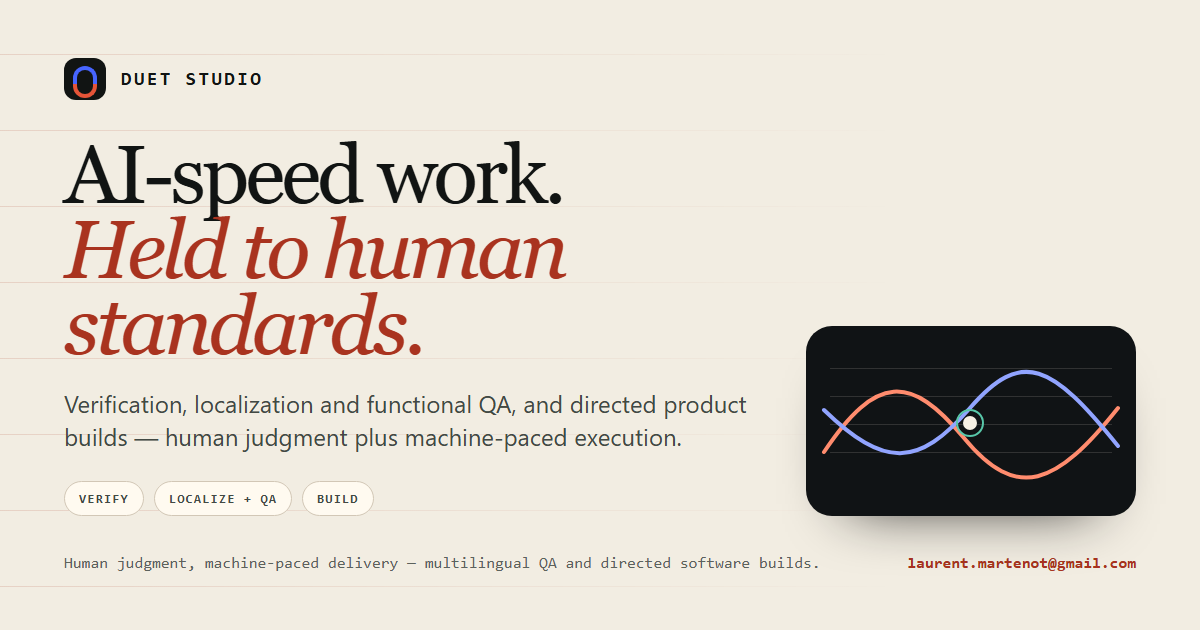 DUET STUDIO
AI-speed work.
Held to human
standards.
Verification, localization and functional QA, and directed product
builds — human judgment plus machine-paced execution.
VERIFY
LOCALIZE + QA
BUILD
Human judgment, machine-paced delivery — multilingual QA and directed software builds.
laurent.martenot@gmail.com